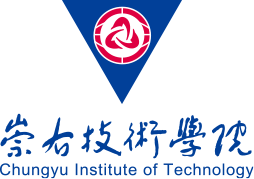 崇右技術學院
Chungyu Institute of Technology